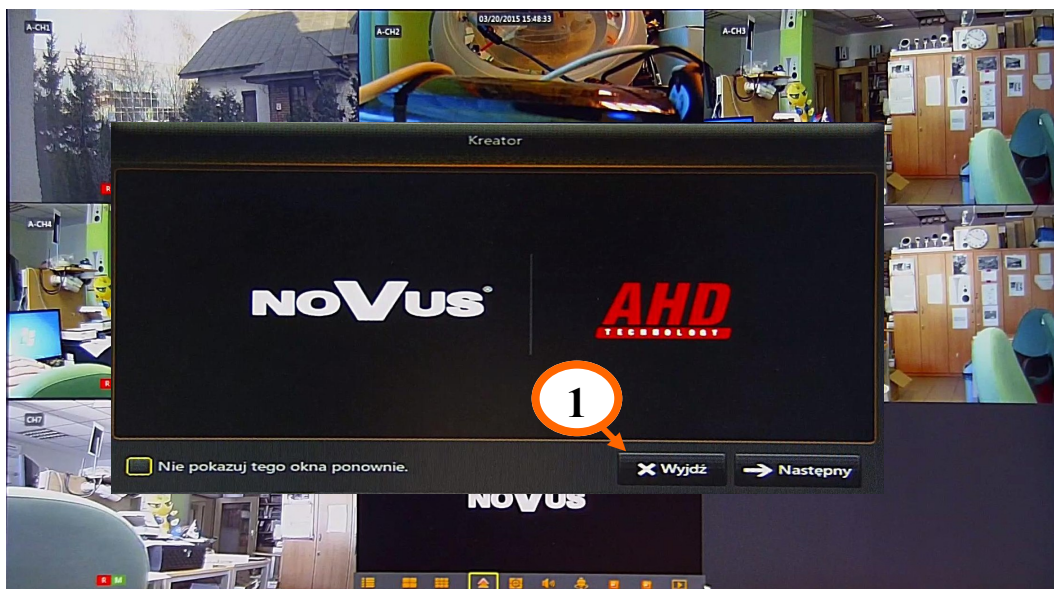 A-CH1
A-CH2
03/20/2015 15:48:33
A-CH3
Kreator
R
A-CH4
NOVUS®
AHD
TECHNOLOGY
1
R
CH7
Nie pokazuj tego okna ponownie.
Wyjdź
Następny
NOVUS
R M